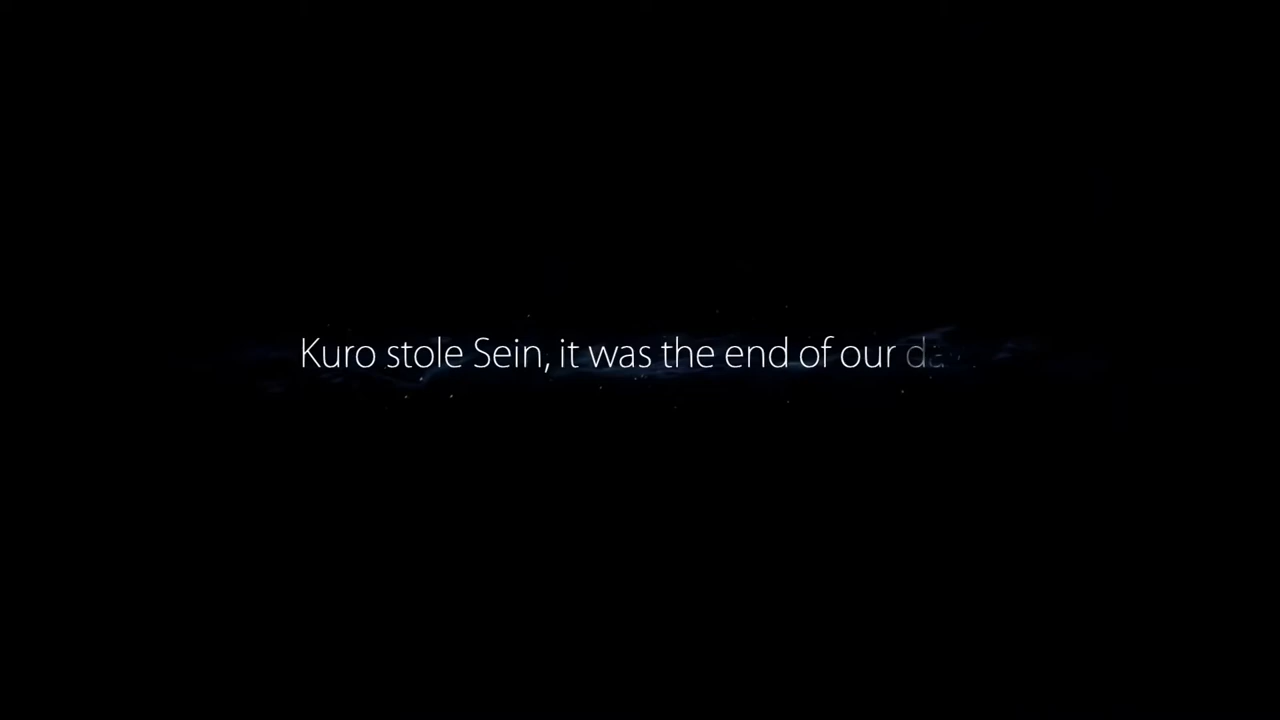 Kuro stole Sein, it was the end of our